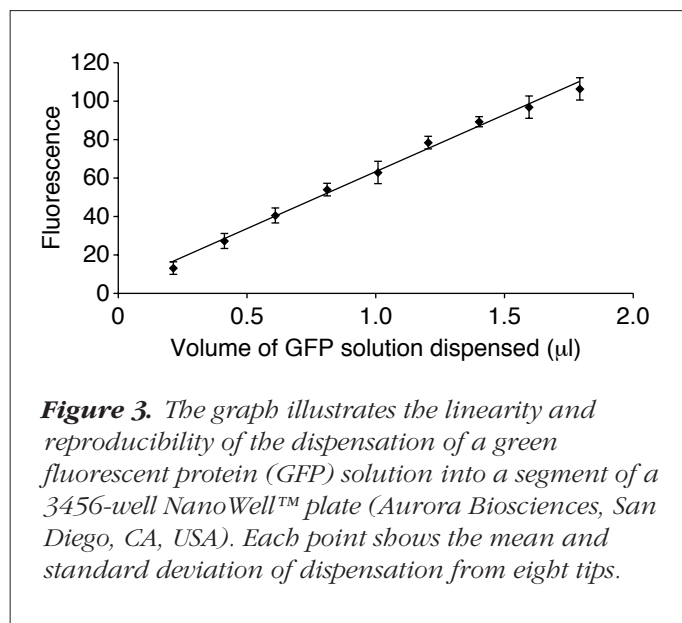 120
100
80
60
40
20
0
Fluorescence
0 0.5 1.0 1.5 2.0
Volume of GFP solution dispensed (μl)
Figure 3. The graph illustrates the linearity and
reproducibility of the dispensation of a green
fluorescent protein (GFP) solution into a segment of a
3456-well NanoWell™ plate (Aurora Biosciences, San
Diego, CA, USA). Each point shows the mean and
standard deviation of dispensation from eight tips.